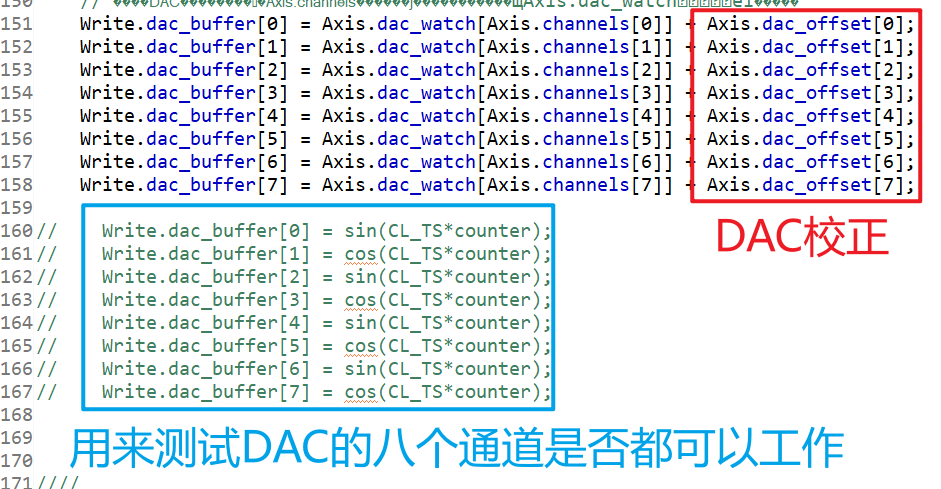 150 // DAC Axis.channels Axis.dac_watch
151 Write.dac_buffer[0] = Axis.dac_watch[Axis.channels[0]] + Axis.dac_offset[0];
152 Write.dac_buffer[1] = Axis.dac_watch[Axis.channels[1]] + Axis.dac_offset[1];
153 Write.dac_buffer[2] = Axis.dac_watch[Axis.channels[2]] + Axis.dac_offset[2];
154 Write.dac_buffer[3] = Axis.dac_watch[Axis.channels[3]] + Axis.dac_offset[3];
155 Write.dac_buffer[4] = Axis.dac_watch[Axis.channels[4]] + Axis.dac_offset[4];
156 Write.dac_buffer[5] = Axis.dac_watch[Axis.channels[5]] + Axis.dac_offset[5];
157 Write.dac_buffer[6] = Axis.dac_watch[Axis.channels[6]] + Axis.dac_offset[6];
158 Write.dac_buffer[7] = Axis.dac_watch[Axis.channels[7]] + Axis.dac_offset[7];
159
DAC校正
160// Write.dac_buffer[0] = sin(CL_TS*counter);
161// Write.dac_buffer[1] = cos(CL_TS*counter);
162// Write.dac_buffer[2] = sin(CL_TS*counter);
163// Write.dac_buffer[3] = cos(CL_TS*counter);
164// Write.dac_buffer[4] = sin(CL_TS*counter);
165// Write.dac_buffer[5] = cos(CL_TS*counter);
166// Write.dac_buffer[6] = sin(CL_TS*counter);
167// Write.dac_buffer[7] = cos(CL_TS*counter);
168
169
用来测试DAC的八个通道是否都可以工作
170
171////